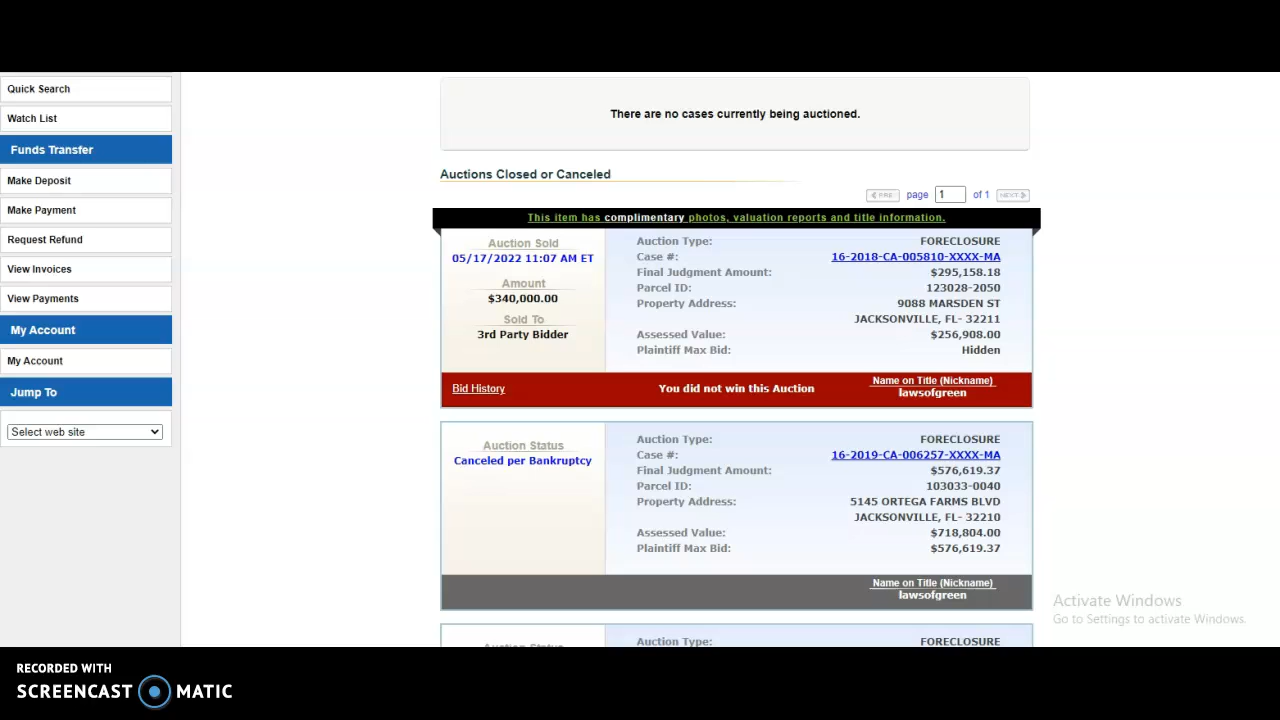 Quick Search
Watch List
Funds Transfer
Make Deposit
Make Payment
Request Refund
View Invoices
View Payments
My Account
My Account
Jump To
Select web site
There are no cases currently being auctioned.
Auctions Closed or Canceled
PRE page 1 of 1 NEXT
This item has complimentary photos, valuation reports and title information.
Auction Sold
05/17/2022 11:07 AM ET
Amount
$340,000.00
Sold To
3rd Party Bidder
Auction Type: FORECLOSURE
Case #: 16-2018-CA-005810-XXXX-MA
Final Judgment Amount: $295,158.18
Parcel ID: 123028-2050
Property Address: 9088 MARSDEN ST
JACKSONVILLE, FL- 32211
Assessed Value: $256,908.00
Plaintiff Max Bid: Hidden
Bid History You did not win this Auction Name on Title (Nickname)
lawsofgreen
Auction Status
Canceled per Bankruptcy
Auction Type: FORECLOSURE
Case #: 16-2019-CA-006257-XXXX-MA
Final Judgment Amount: $576,619.37
Parcel ID: 103033-0040
Property Address: 5145 ORTEGA FARMS BLVD
JACKSONVILLE, FL- 32210
Assessed Value: $718,804.00
Plaintiff Max Bid: $576,619.37
Name on Title (Nickname)
lawsofgreen
Auction Status
Auction Type: FORECLOSURE
Activate Windows
Go to Settings to activate Windows.
RECORDED WITH
SCREENCAST MATIC